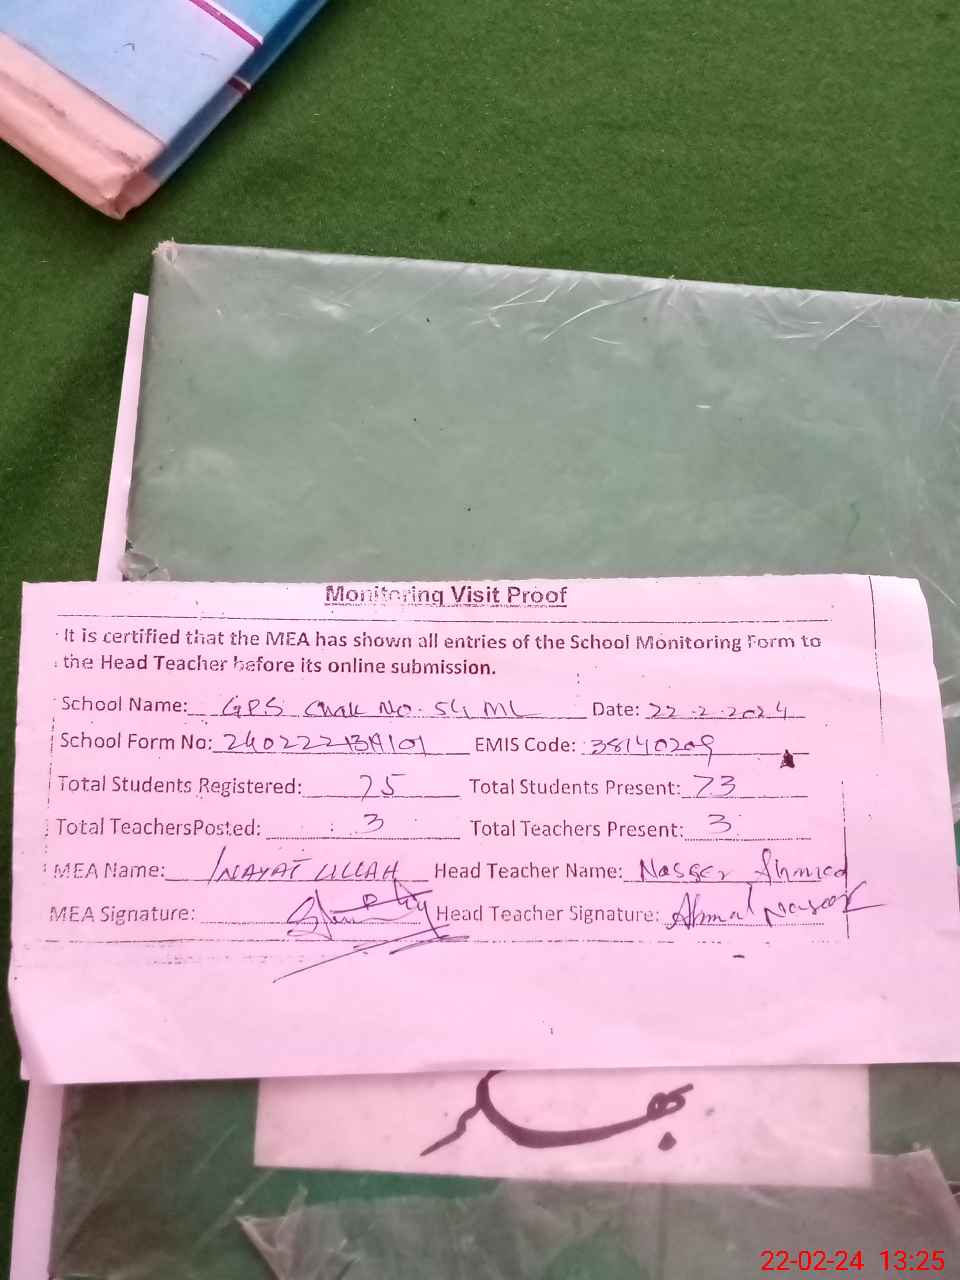 Monitoring Visit Proof
It is certified that the MEA has shown all entries of the School Monitoring Form to
the Head Teacher before its online submission.
School Name: GPS Chak No. 54 ML Date: 22-2-2024
School Form No: 240222BA101 EMIS Code: 38140209
Total Students Registered: 75 Total Students Present: 73
Total TeachersPosted: 3 Total Teachers Present: 3
MEA Name: INAYAT ULLAH Head Teacher Name: Nasser Ahmed
MEA Signature: Head Teacher Signature: Ahmad Naseer
بھکر
22-02-24 13:25